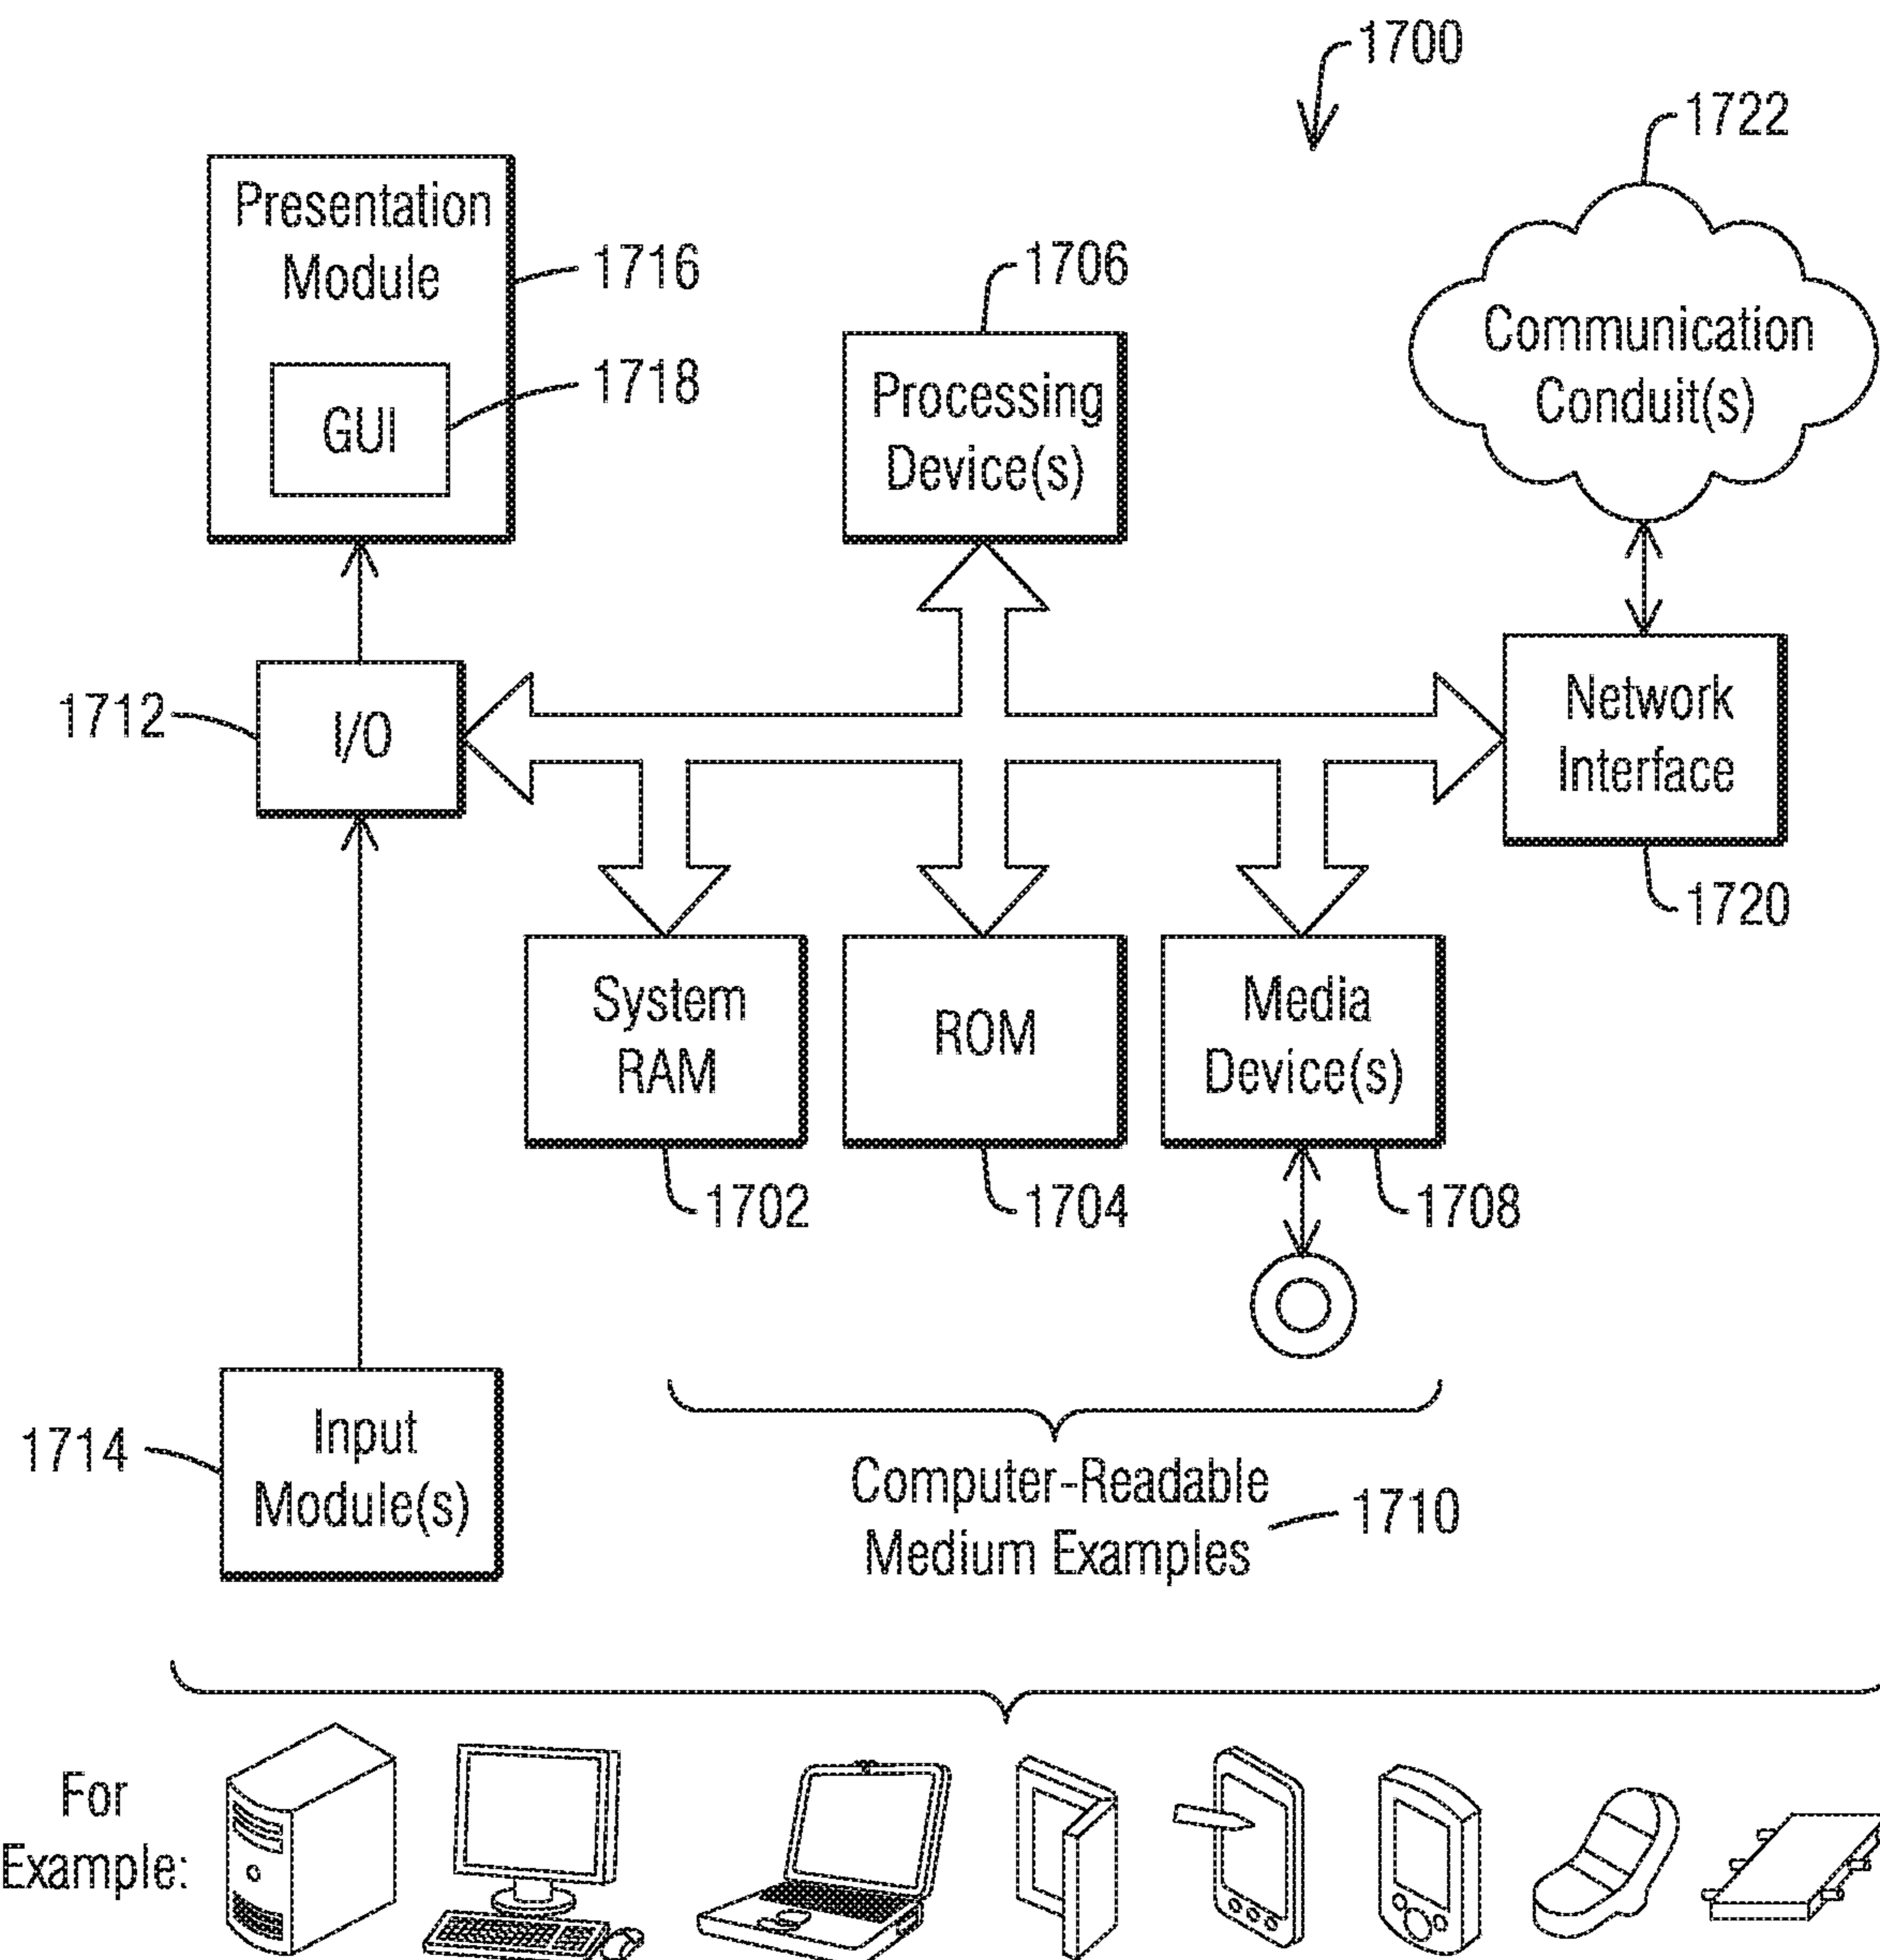 1700
1722
Presentation
Module
1716
1706
1718
GUI
Processing
Device(s)
Communication
Conduit(s)
1712
I/O
Network
Interface
1720
System
RAM
ROM
Media
Device(s)
1702
1704
1708
1714
Input
Module(s)
Computer-Readable
Medium Examples
1710
For
Example: